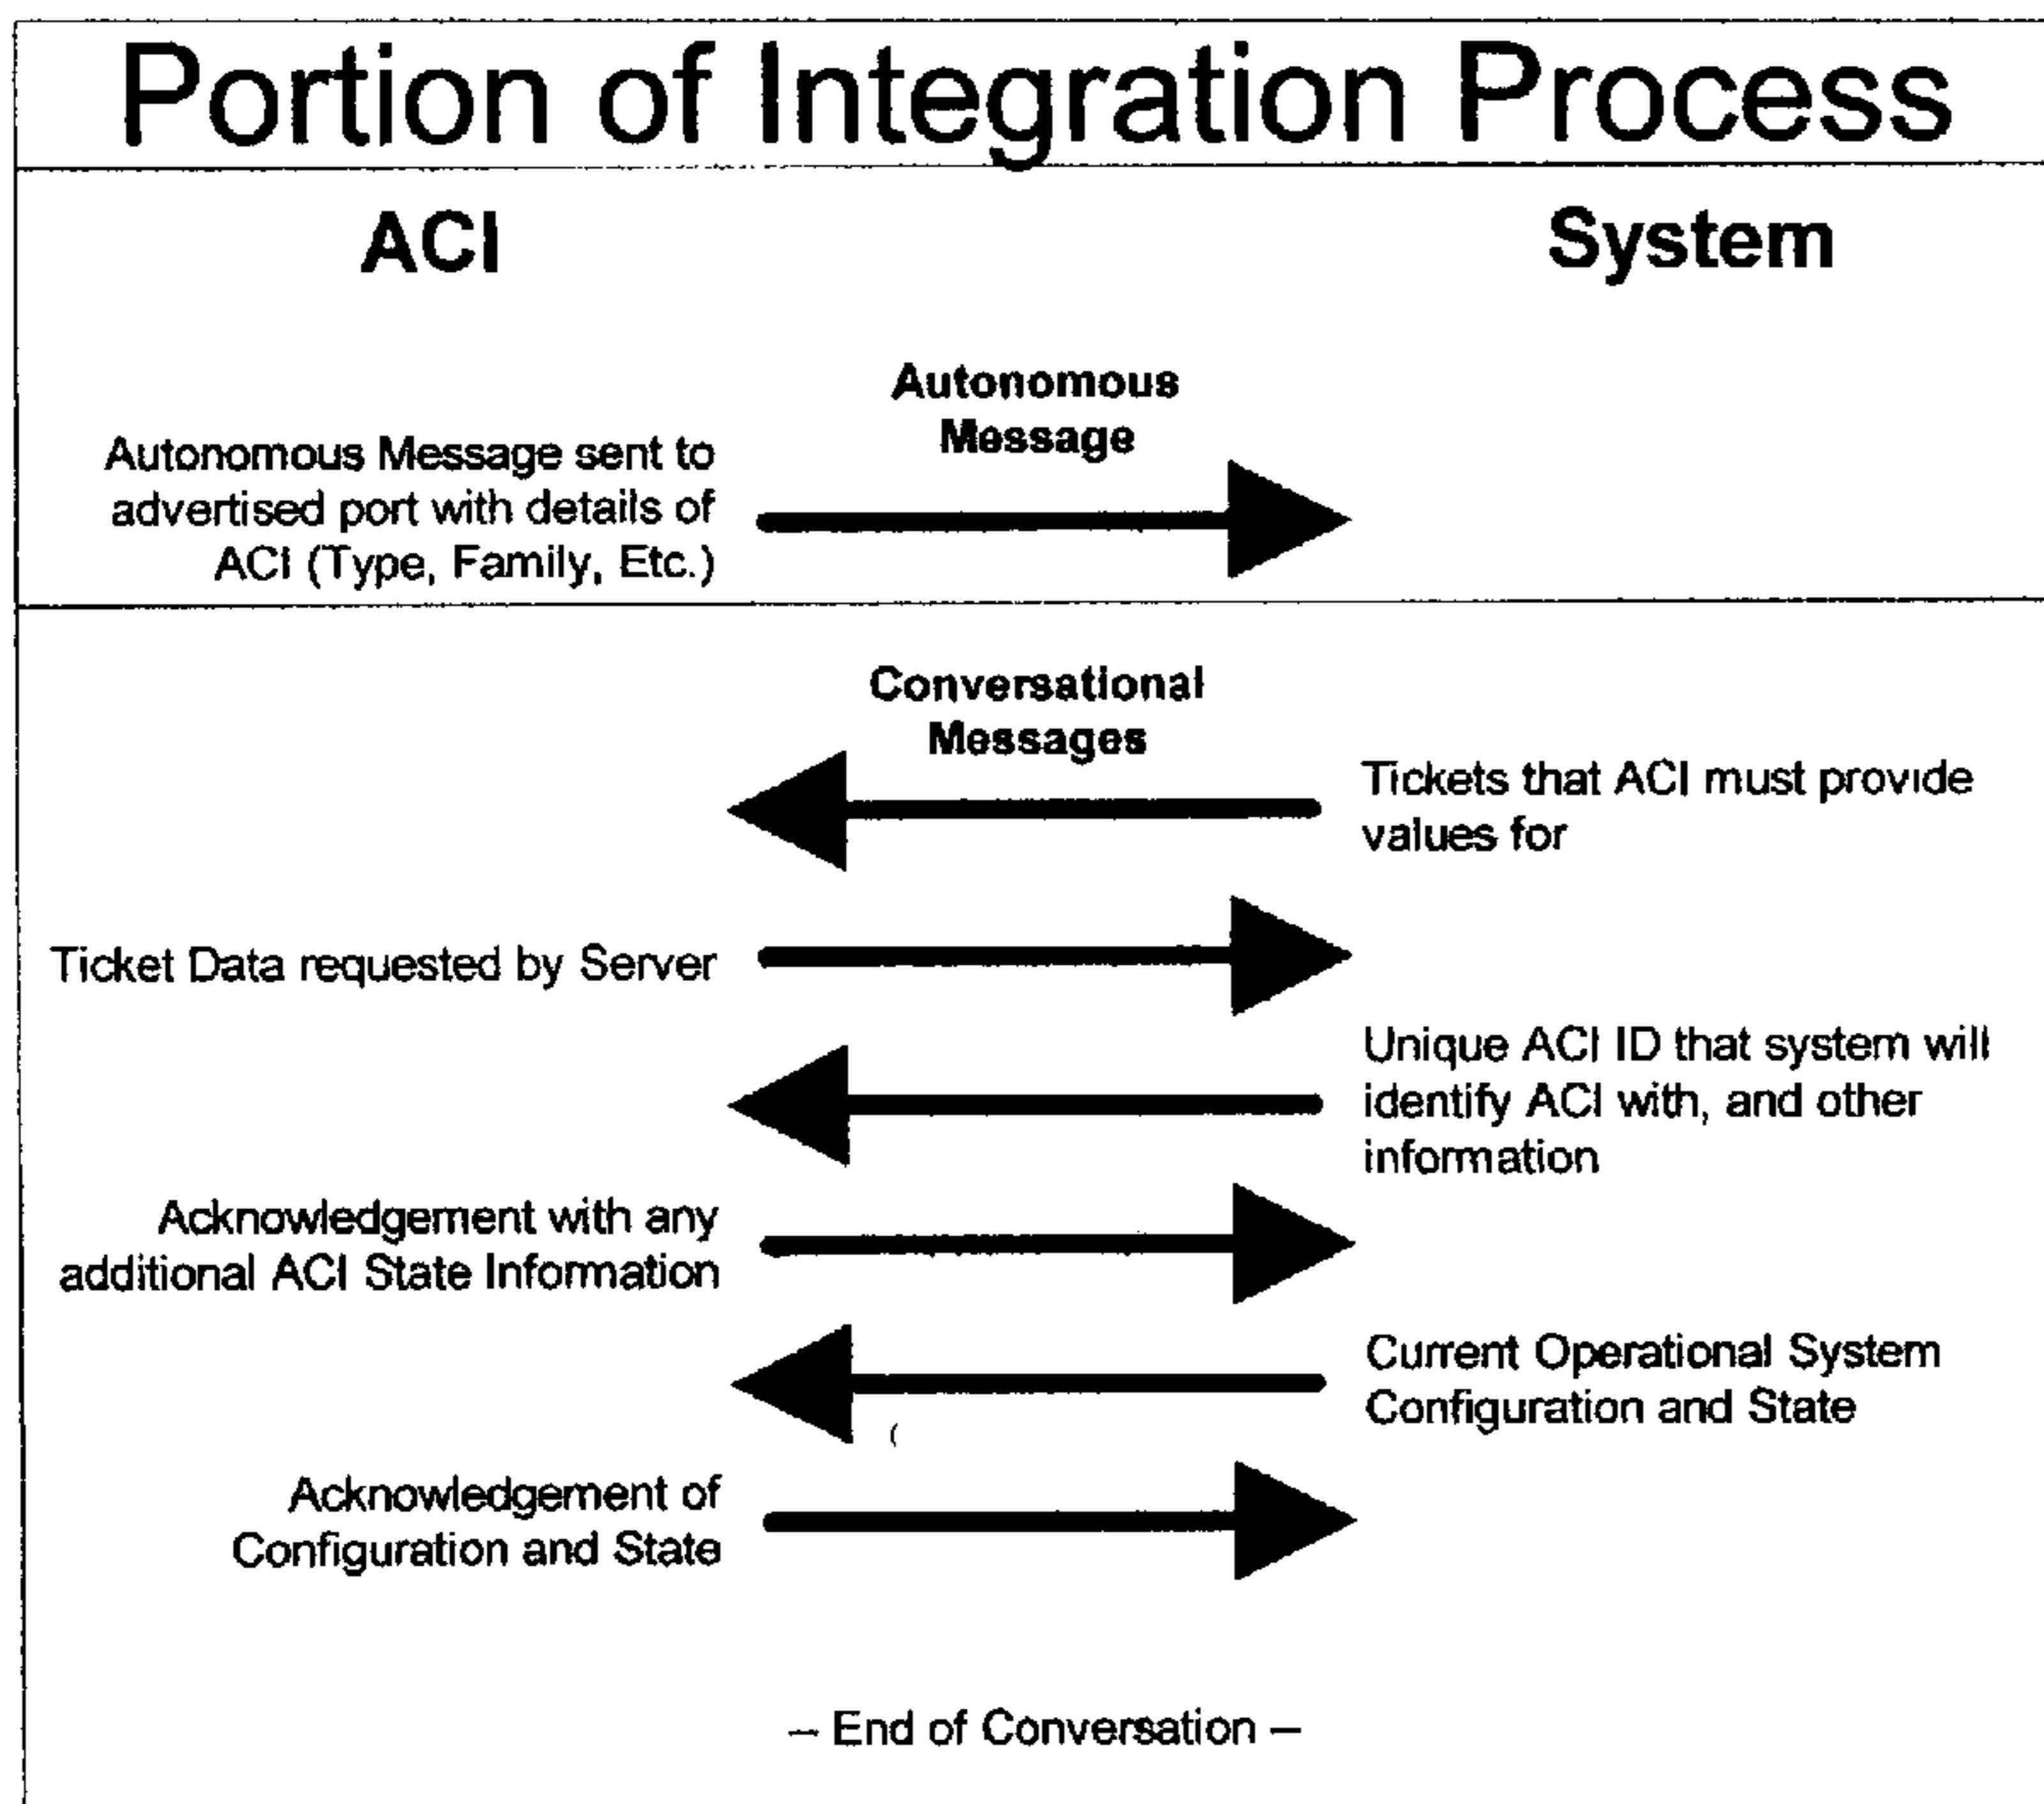 Portion of Integration Process
ACI
System
Autonomous
Message
Autonomous Message sent to
advertised port with details of
ACI (Type, Family, Etc.)
Conversational
Messages
Tickets that ACI must provide
values for
Ticket Data requested by Server
Unique ACI ID that system will
identify ACI with, and other
information
Acknowledgement with any
additional ACI State Information
Current Operational System
Configuration and State
Acknowledgement of
Configuration and State
– End of Conversation –